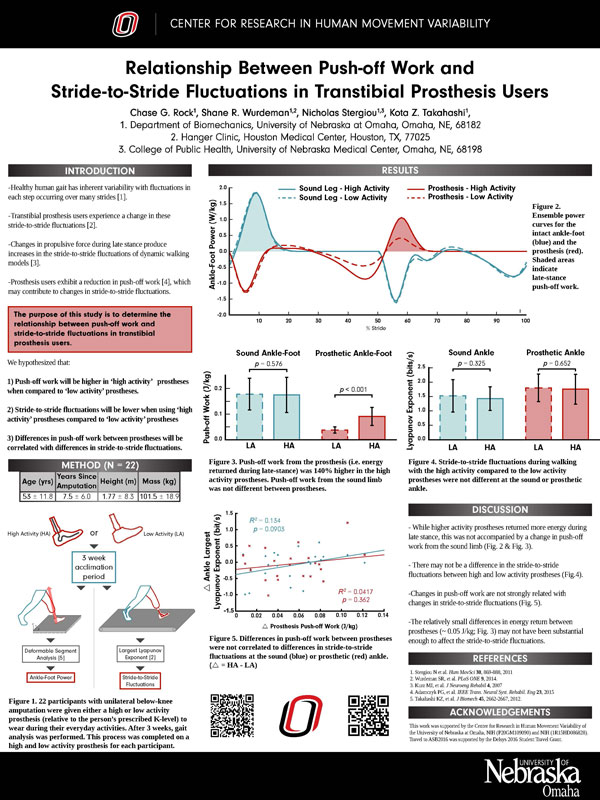 CENTER FOR RESEARCH IN HUMAN MOVEMENT VARIABILITY
Relationship Between Push-off Work and
Stride-to-Stride Fluctuations in Transtibial Prosthesis Users
Chase G. Rock¹, Shane R. Wurdeman¹,², Nicholas Stergiou¹,³, Kota Z. Takahashi¹,
1. Department of Biomechanics, University of Nebraska at Omaha, Omaha, NE, 68182
2. Hanger Clinic, Houston Medical Center, Houston, TX, 77025
3. College of Public Health, University of Nebraska Medical Center, Omaha, NE, 68198
INTRODUCTION
-Healthy human gait has inherent variability with fluctuations in
each step occurring over many strides [1].
-Transtibial prosthesis users experience a change in these
stride-to-stride fluctuations [2].
-Changes in propulsive force during late stance produce
increases in the stride-to-stride fluctuations of dynamic walking
models [3].
-Prosthesis users exhibit a reduction in push-off work [4], which
may contribute to changes in stride-to-stride fluctuations.
The purpose of this study is to determine the
relationship between push-off work and
stride-to-stride fluctuations in transtibial
prosthesis users.
We hypothesized that:
1) Push-off work will be higher in 'high activity' prostheses
when compared to 'low activity' prostheses.
2) Stride-to-stride fluctuations will be lower when using 'high
activity' prostheses compared to 'low activity' prostheses
3) Differences in push-off work between prostheses will be
correlated with differences in stride-to-stride fluctuations.
METHOD (N = 22)
Age (yrs) Years Since Amputation Height (m) Mass (kg)
53 ± 11.8 7.5 ± 6.0 1.77 ± 8.3 101.5 ± 18.9
High Activity (HA) or Low Activity (LA)
3 week
acclimation
period
Deformable Segment
Analysis [5]
Largest Lyapunov
Exponent [2]
Ankle-Foot Power
Stride-to-Stride
Fluctuations
Figure 1. 22 participants with unilateral below-knee
amputation were given either a high or low activity
prosthesis (relative to the person's prescribed K-level) to
wear during their everyday activities. After 3 weeks, gait
analysis was performed. This process was completed on a
high and low activity prosthesis for each participant.
RESULTS
Sound Leg - High Activity
Sound Leg - Low Activity
Prosthesis - High Activity
Prosthesis - Low Activity
Ankle-Foot Power (W/kg)
2.0
1.5
1.0
0.5
0.0
-0.5
-1.0
-1.5
-2.0
10 20 30 40 50 60 70 80 90 100
% Stride
Figure 2.
Ensemble power
curves for the
intact ankle-foot
(blue) and the
prosthesis (red).
Shaded areas
indicate
late-stance
push-off work.
Sound Ankle-Foot Prosthetic Ankle-Foot
p = 0.576
p < 0.001
Push-off Work (J/kg)
0.2
0.1
0.0
LA HA LA HA
Figure 3. Push-off work from the prosthesis (i.e. energy
returned during late-stance) was 140% higher in the high
activity prostheses. Push-off work from the sound limb
was not different between prostheses.
Sound Ankle Prosthetic Ankle
p = 0.325
p = 0.652
Lyapunov Exponent (bits/s)
2.5
2.0
1.5
1.0
0.5
0.0
LA HA LA HA
Figure 4. Stride-to-stride fluctuations during walking
with the high activity compared to the low activity
prostheses were not different at the sound or prosthetic
ankle.
△ Ankle Largest
Lyapunov Exponent (bits/s)
1.5
1.0
0.5
0.0
-0.5
-1.0
-1.5
R² = 0.134
p = 0.0903
R² = 0.0417
p = 0.362
0 0.02 0.04 0.06 0.08 0.10 0.12 0.14
△ Prosthesis Push-off Work (J/kg)
Figure 5. Differences in push-off work between prostheses
were not correlated to differences in stride-to-stride
fluctuations at the sound (blue) or prosthetic (red) ankle.
(△ = HA - LA)
DISCUSSION
- While higher activity prostheses returned more energy during
late stance, this was not accompanied by a change in push-off
work from the sound limb (Fig. 2 & Fig. 3).
- There may not be a difference in the stride-to-stride
fluctuations between high and low activity prostheses (Fig.4).
-Changes in push-off work are not strongly related with
changes in stride-to-stride fluctuations (Fig. 5).
-The relatively small differences in energy return between
prostheses (~ 0.05 J/kg; Fig. 3) may not have been substantial
enough to affect the stride-to-stride fluctuations.
REFERENCES
1. Stergiou N et al. Hum MovSci 30, 869-888, 2011
2. Wurdeman SR, et al. PLoS ONE 9, 2014.
3. Kurz MJ, et al. J Neuroeng Rehabil 4, 2007
4. Adamczyk PG, et al. IEEE Trans. Neural Syst. Rehabil. Eng 23, 2015
5. Takahashi KZ, et al. J Biomech 45, 2662-2667, 2012.
ACKNOWLEDGEMENTS
This work was supported by the Center for Research in Human Movement Variability of
the University of Nebraska at Omaha, NIH (P20GM109090) and NIH (1R15HD086828).
Travel to ASB2016 was supported by the Delsys 2016 Student Travel Grant.
UNIVERSITY OF
Nebraska
Omaha